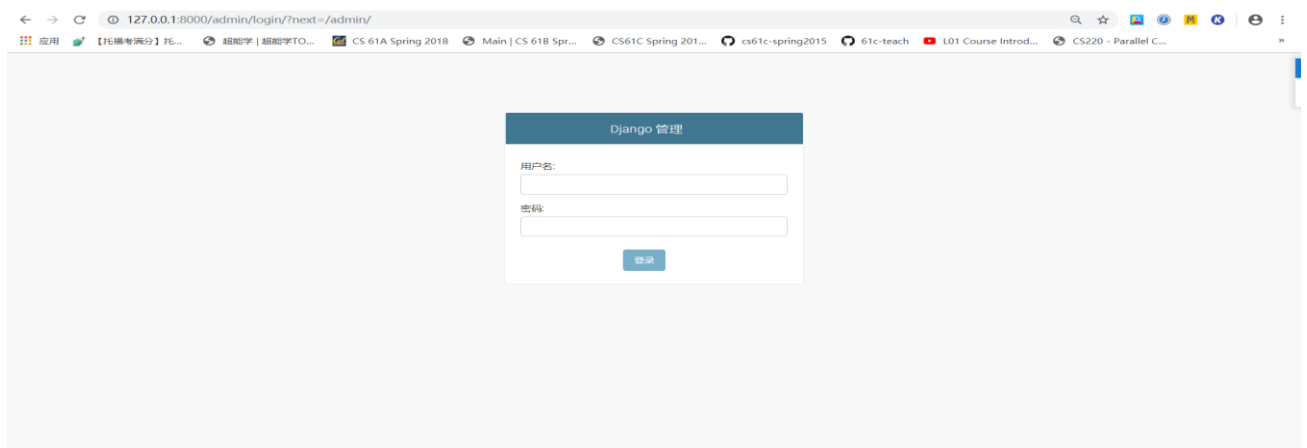 127.0.0.1:8000/admin/login/?next=/admin/
应用 【托福考满分】托... 超能学 | 超能学TO... CS 61A Spring 2018 Main | CS 61B Spr... CS61C Spring 201... cs61c-spring2015 61c-teach L01 Course Introd... CS220 - Parallel C... »
Django 管理
用户名:
密码:
登录